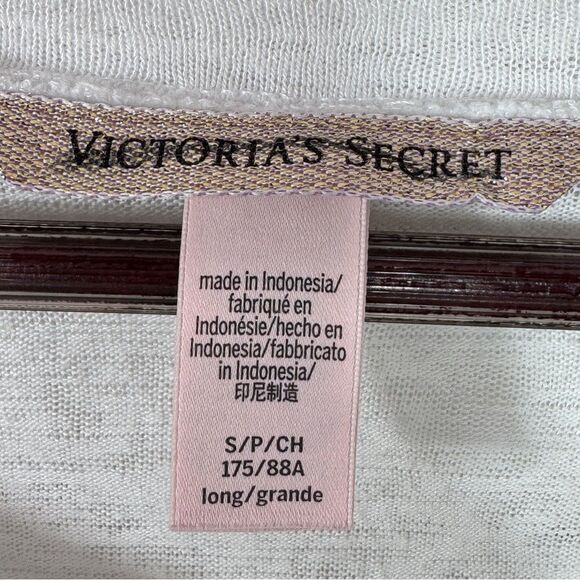 VICTORIA'S SECRET
made in Indonesia/
fabriqué en
Indonésie/hecho en
Indonesia/fabbricato
in Indonesia/
印尼制造
S/P/CH
175/88A
long/grande